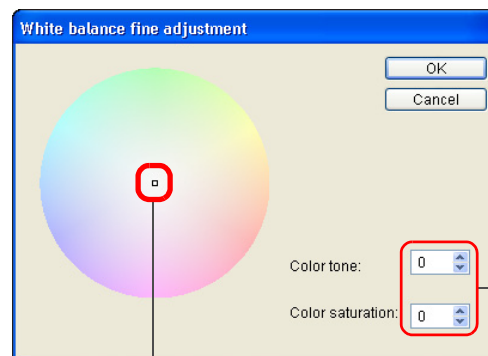 White balance fine adjustment
OK
Cancel
Color tone: 0
Color saturation: 0